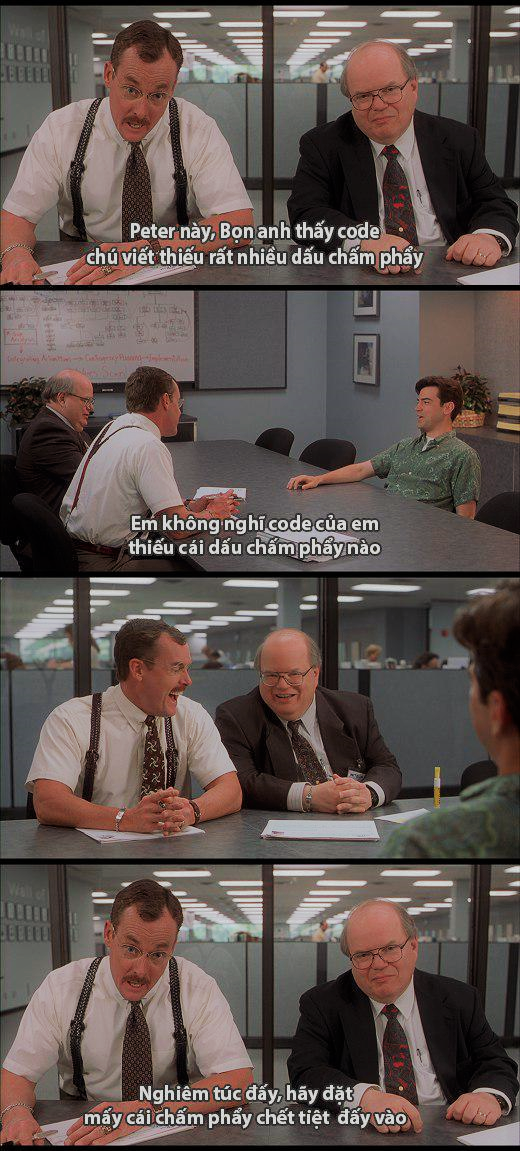 Peter này, Bọn anh thấy code
chú viết thiếu rất nhiều dấu chấm phẩy
Contingency Planning
Em không nghĩ code của em
thiếu cái dấu chấm phẩy nào
Nghiêm túc đấy, hãy đặt
mấy cái chấm phẩy chết tiệt đấy vào